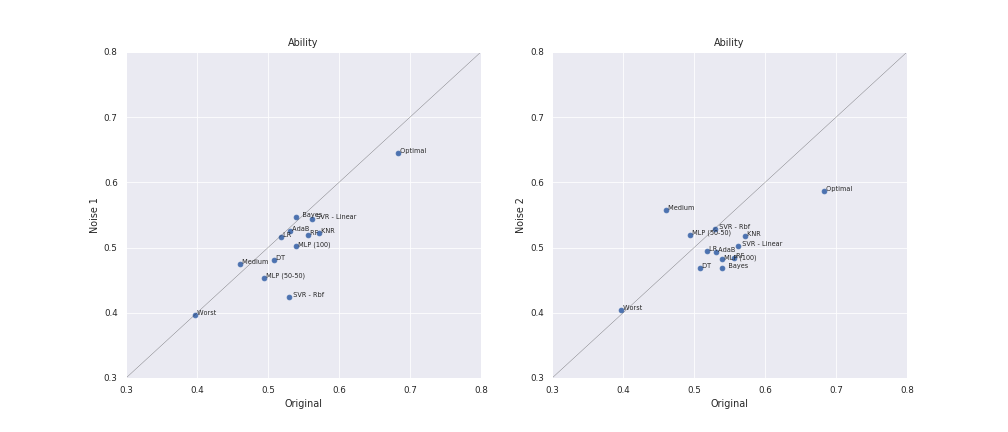 Ability
0.8
0.7
0.6
0.5
0.4
0.3
Noise 1
Optimal
Bayes
SVR - Linear
AdaB
KNR
LR
RF
MLP (100)
DT
Medium
MLP (50-50)
SVR - Rbf
Worst
0.3 0.4 0.5 0.6 0.7 0.8
Original
Ability
0.8
0.7
0.6
0.5
0.4
0.3
Noise 2
Optimal
Medium
SVR - Rbf
MLP (50-50)
KNR
SVR - Linear
LR
AdaB
RF
MLP (100)
DT
Bayes
Worst
0.3 0.4 0.5 0.6 0.7 0.8
Original